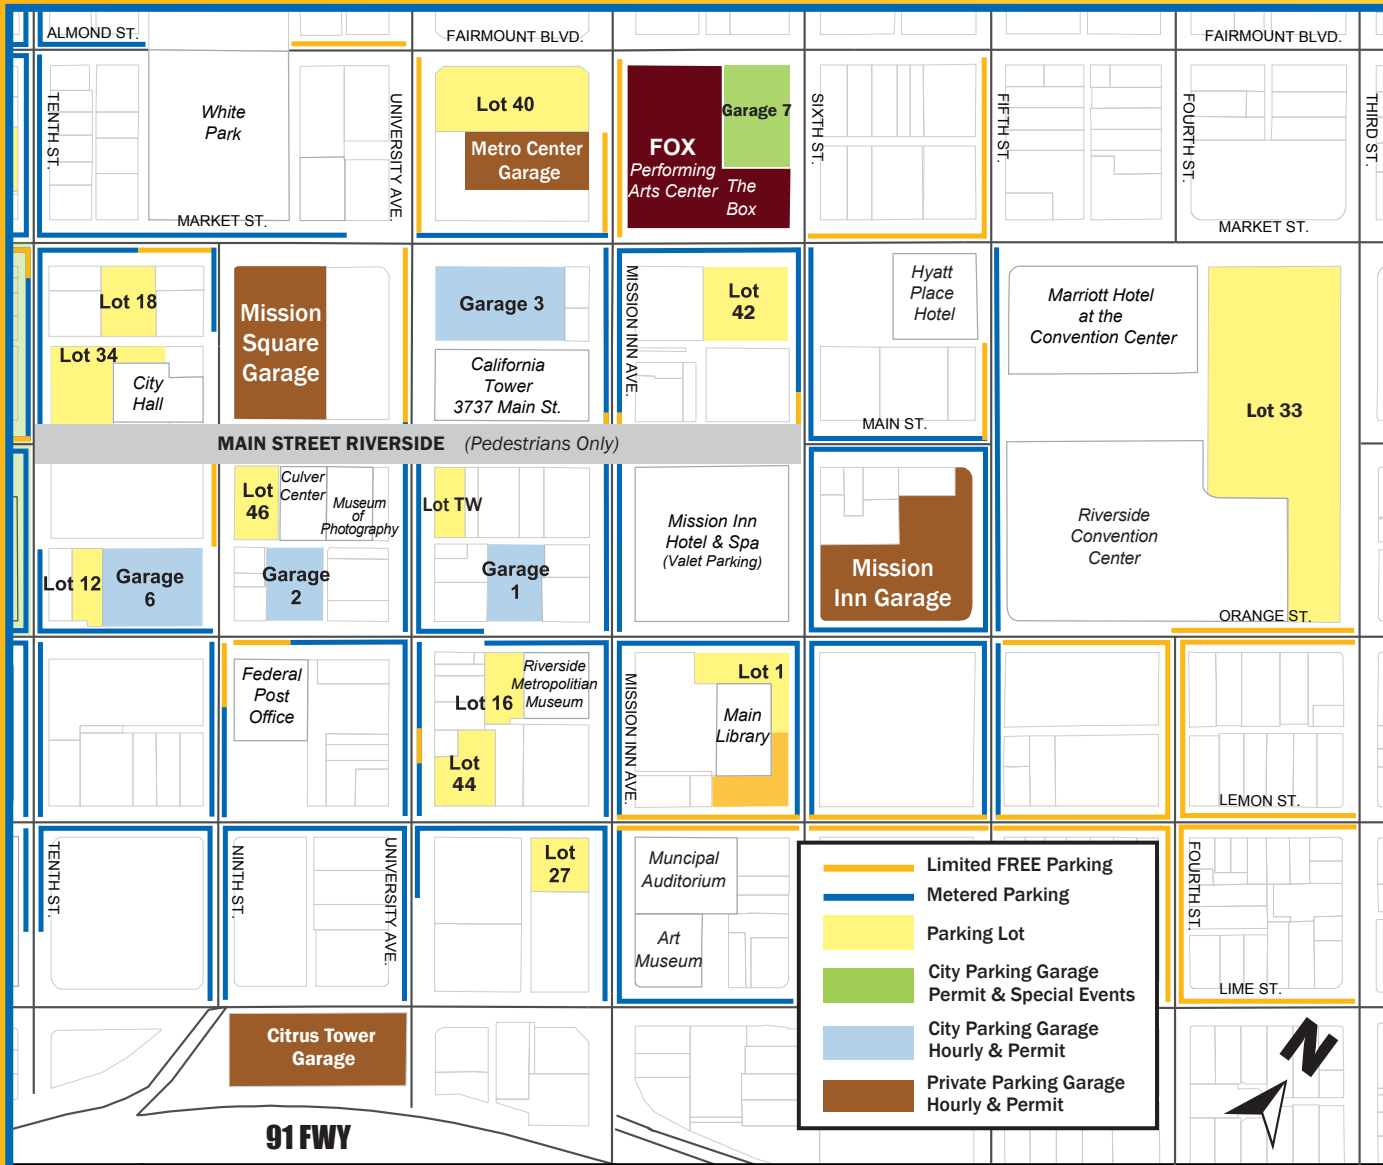 ALMOND ST.
FAIRMOUNT BLVD.
FAIRMOUNT BLVD.
TENTH ST.
White
Park
UNIVERSITY AVE.
Lot 40
Metro Center
Garage
FOX
Performing
Arts Center
The
Box
Garage 7
SIXTH ST.
FIFTH ST.
FOURTH ST.
THIRD ST.
MARKET ST.
MARKET ST.
Lot 18
Lot 34
City
Hall
Mission
Square
Garage
Garage 3
California
Tower
3737 Main St.
MISSION INN AVE.
Lot
42
Hyatt
Place
Hotel
Marriott Hotel
at the
Convention Center
Lot 33
MAIN ST.
MAIN STREET RIVERSIDE (Pedestrians Only)
Lot
46
Culver
Center
Museum
of
Photography
Lot TW
Mission Inn
Hotel & Spa
(Valet Parking)
Mission
Inn Garage
Riverside
Convention
Center
Lot 12
Garage
6
Garage
2
Garage
1
ORANGE ST.
Federal
Post
Office
Lot 16
Riverside
Metropolitian
Museum
Lot
44
MISSION INN AVE.
Lot 1
Main
Library
LEMON ST.
TENTH ST.
NINTH ST.
UNIVERSITY AVE.
Lot
27
Muncipal
Auditorium
Art
Museum
FOURTH ST.
LIME ST.
Limited FREE Parking
Metered Parking
Parking Lot
City Parking Garage
Permit & Special Events
City Parking Garage
Hourly & Permit
Private Parking Garage
Hourly & Permit
Citrus Tower
Garage
91 FWY
N